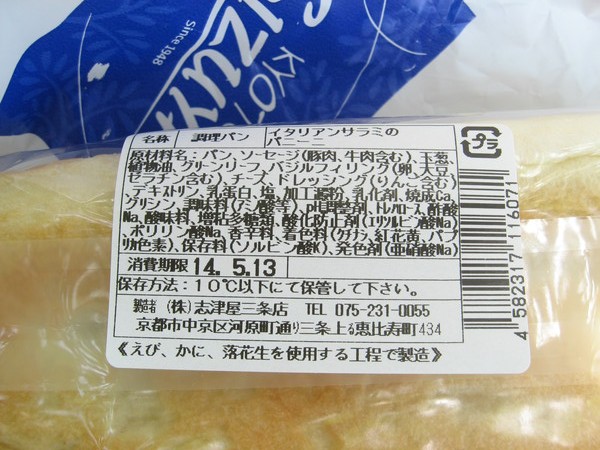 Since 1948
KYO
名称 調理パン イタリアンサラミの
パニーニ
プラ
原材料名:パン、ソーセージ(豚肉、牛肉含む)、玉葱、
植物油、グリーンリーフ、バジルフィリング(卵、大豆
ゼラチン含む)、チーズ、ドレッシング(りんご含む)
デキストリン、乳蛋白、塩、加工澱粉、乳化剤、焼成Ca、
グリシン、調味料(アミノ酸等)、pH調整剤、トレハロース、酢酸
Na、酸味料、増粘多糖類、酸化防止剤(エリソルビン酸Na)
ポリリン酸Na、香辛料、着色料(クチナシ、紅花黄、パプ
リカ色素)、保存料(ソルビン酸K)、発色剤(亜硝酸Na)
消費期限 14. 5.13
保存方法:10℃以下にて保管して下さい。
製造者 (株)志津屋三条店 TEL 075-231-0055
京都市中京区河原町通り三条上る恵比寿町434
《えび、かに、落花生を使用する工程で製造》
4 582317 116071